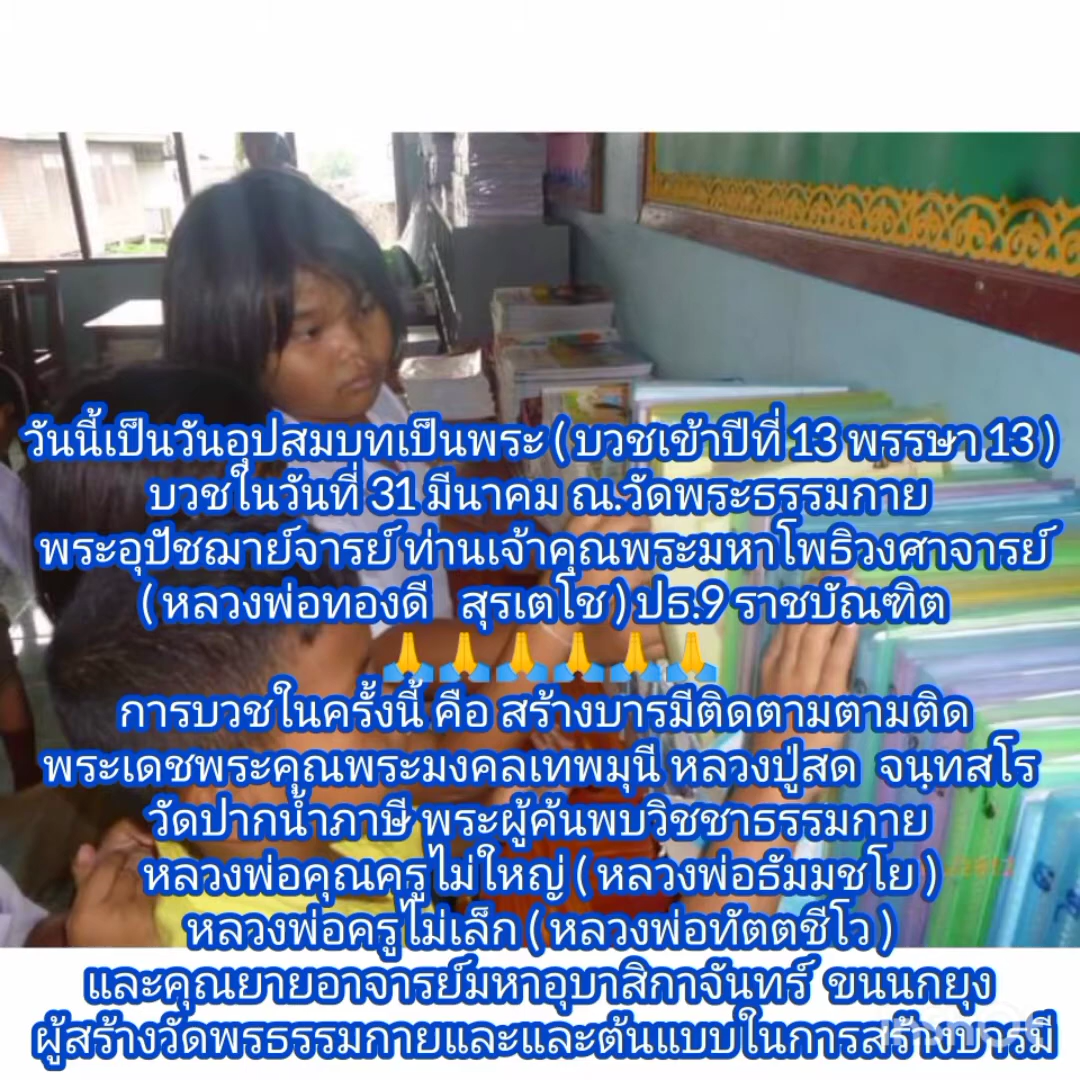 วันนี้เป็นวันอุปสมบทเป็นพระ ( บวชเข้าปีที่ 13 พรรษา 13 )
บวชในวันที่ 31 มีนาคม ณ.วัดพระธรรมกาย
พระอุปัชฌาย์จารย์ ท่านเจ้าคุณพระมหาโพธิวงศาจารย์
( หลวงพ่อทองดี สุรเตโช ) ปธ.9 ราชบัณฑิต
🙏🙏🙏🙏🙏🙏
การบวชในครั้งนี้ คือ สร้างบารมีติดตามตามติด
พระเดชพระคุณพระมงคลเทพมุนี หลวงปู่สด จนฺทสโร
วัดปากน้ำภาษี พระผู้ค้นพบวิชชาธรรมกาย
หลวงพ่อคุณครูไม่ใหญ่ ( หลวงพ่อธัมมชโย )
หลวงพ่อครูไม่เล็ก ( หลวงพ่อทัตตชีโว )
และคุณยายอาจารย์มหาอุบาสิกาจันทร์ ขนนกยุง
ผู้สร้างวัดพรธรรมกายและและต้นแบบในการสร้างบารมี
InShOt